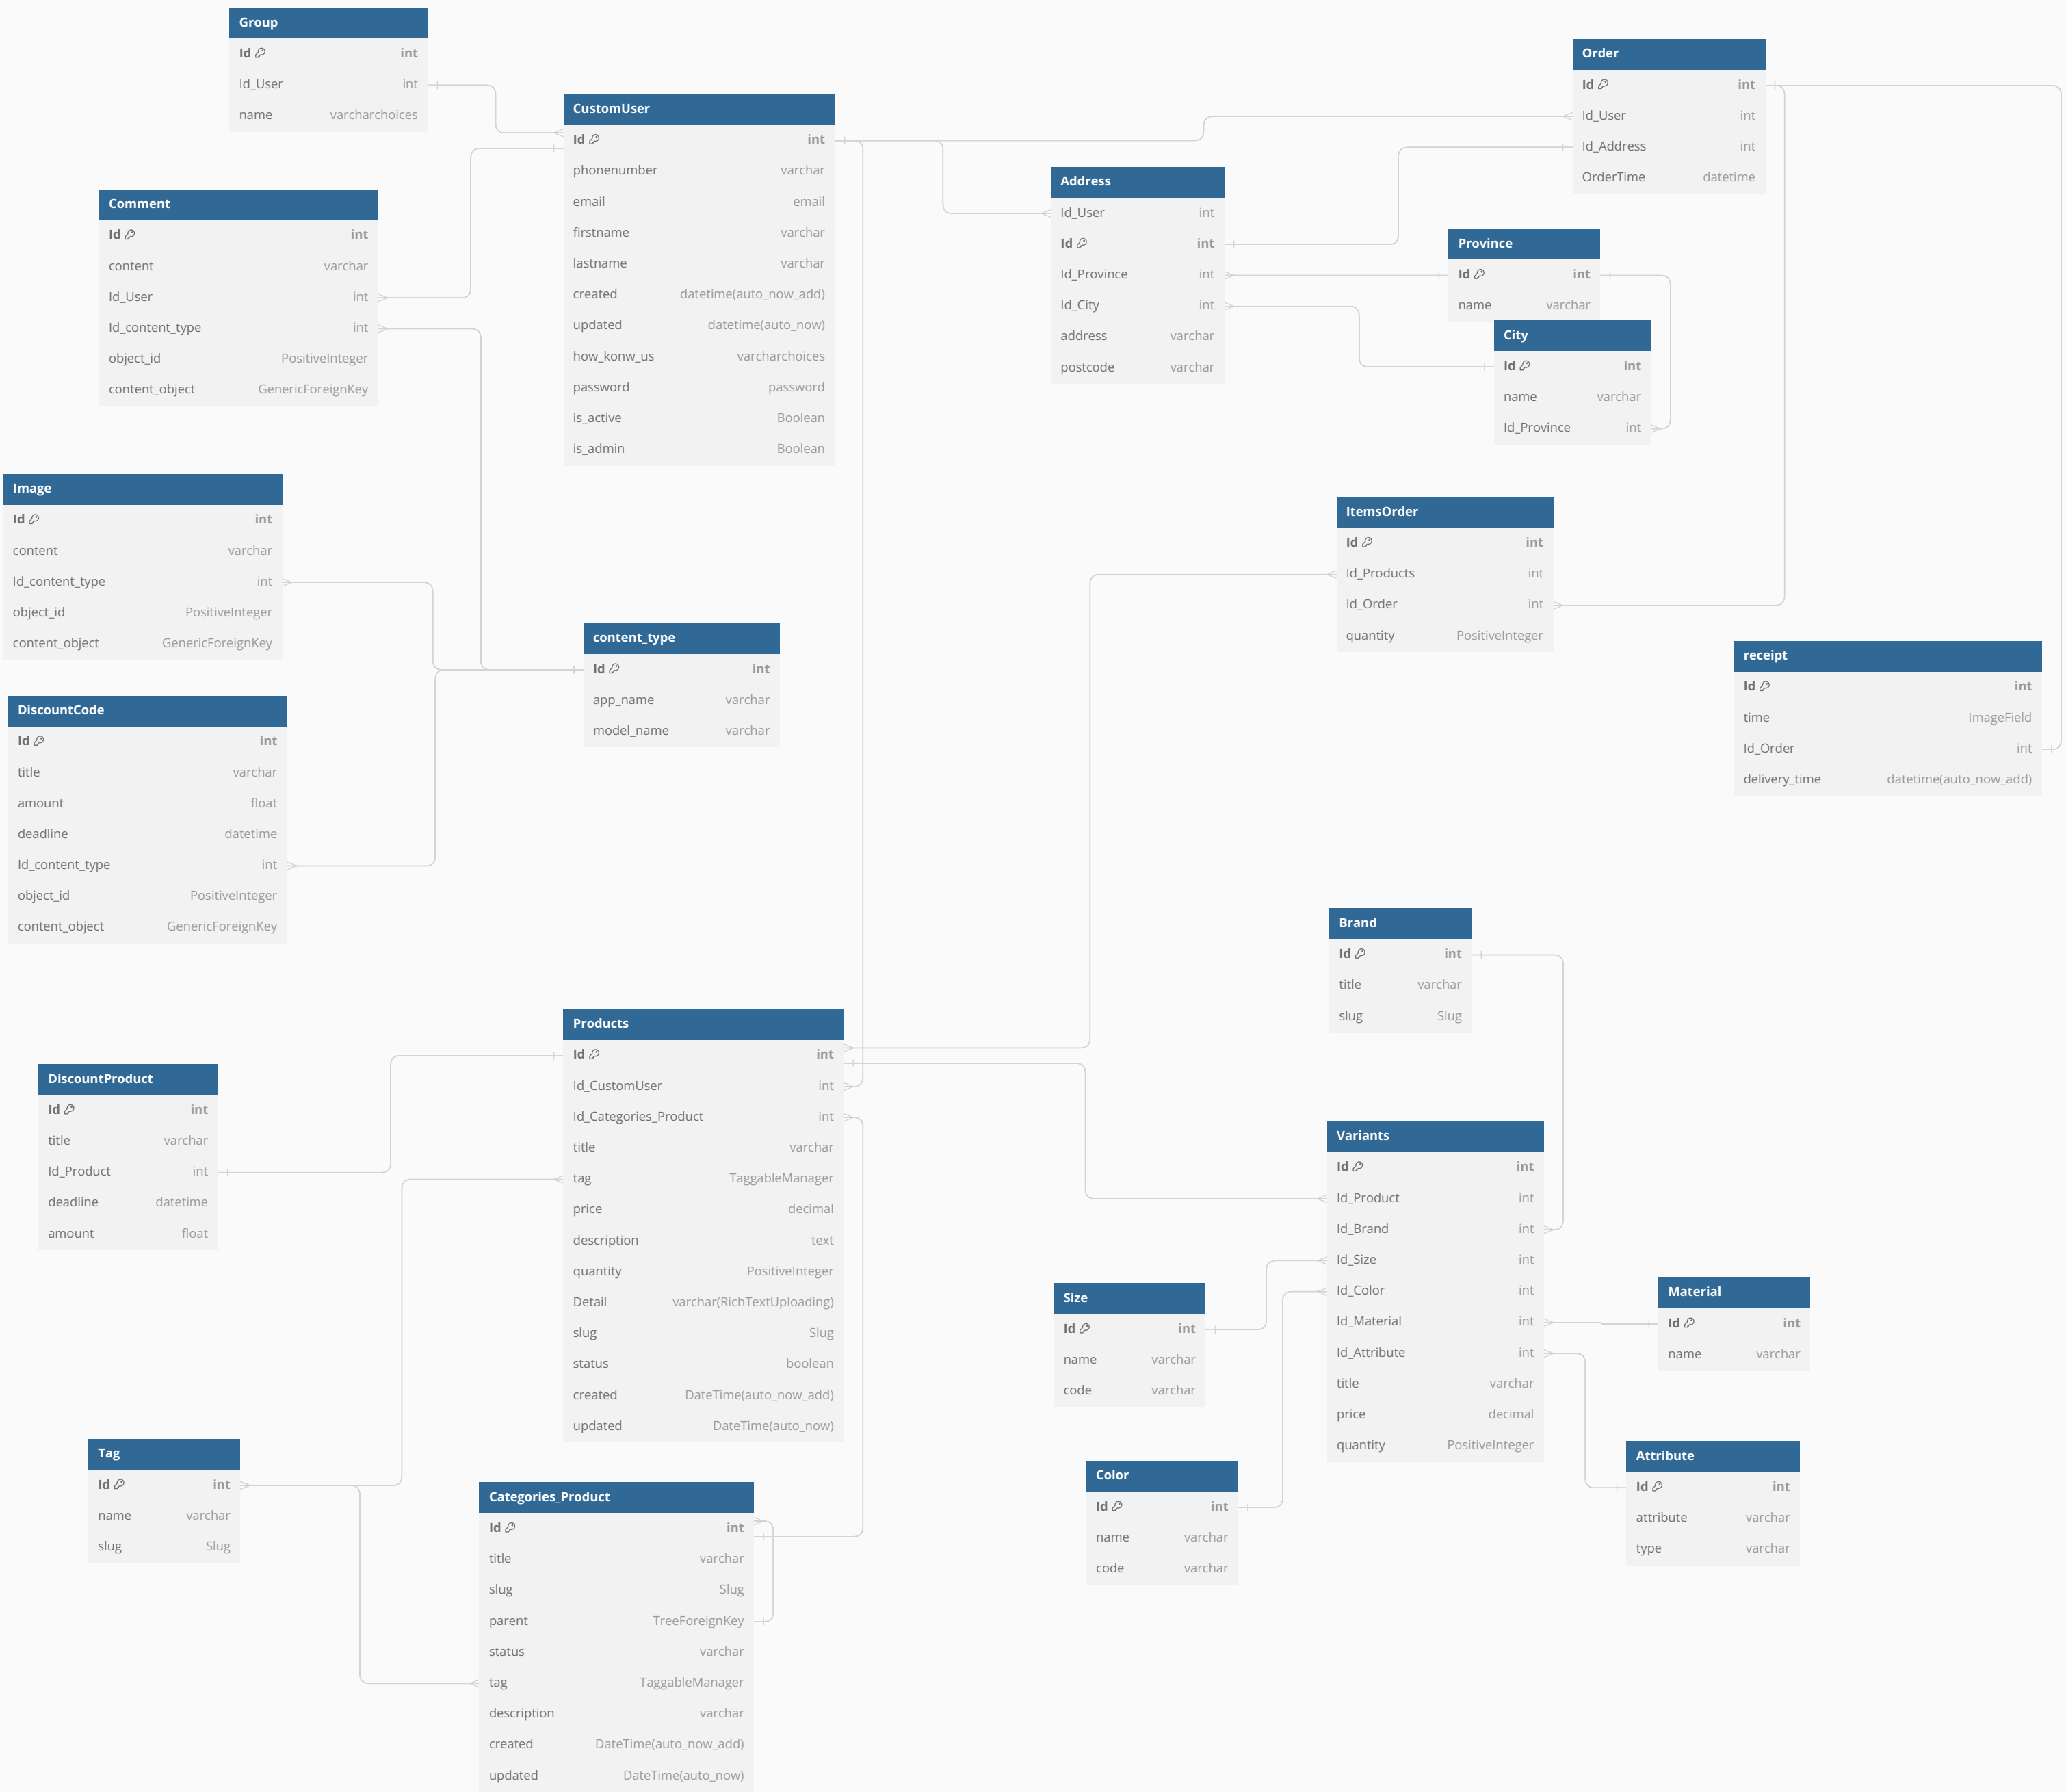 Group
Id int
Id_User int
name varcharchoices
Comment
Id int
content varchar
Id_User int
Id_content_type int
object_id PositiveInteger
content_object GenericForeignKey
CustomUser
Id int
phonenumber varchar
email email
firstname varchar
lastname varchar
created datetime(auto_now_add)
updated datetime(auto_now)
how_konw_us varcharchoices
password password
is_active Boolean
is_admin Boolean
Order
Id int
Id_User int
Id_Address int
OrderTime datetime
Address
Id_User int
Id int
Id_Province int
Id_City int
address varchar
postcode varchar
Province
Id int
name varchar
City
Id int
name varchar
Id_Province int
Image
Id int
content varchar
Id_content_type int
object_id PositiveInteger
content_object GenericForeignKey
content_type
Id int
app_name varchar
model_name varchar
DiscountCode
Id int
title varchar
amount float
deadline datetime
Id_content_type int
object_id PositiveInteger
content_object GenericForeignKey
ItemsOrder
Id int
Id_Products int
Id_Order int
quantity PositiveInteger
receipt
Id int
time ImageField
Id_Order int
delivery_time datetime(auto_now_add)
Brand
Id int
title varchar
slug Slug
Products
Id int
Id_CustomUser int
Id_Categories_Product int
title varchar
tag TaggableManager
price decimal
description text
quantity PositiveInteger
Detail varchar(RichTextUploading)
slug Slug
status boolean
created DateTime(auto_now_add)
updated DateTime(auto_now)
DiscountProduct
Id int
title varchar
Id_Product int
deadline datetime
amount float
Variants
Id int
Id_Product int
Id_Brand int
Id_Size int
Id_Color int
Id_Material int
Id_Attribute int
title varchar
price decimal
quantity PositiveInteger
Size
Id int
name varchar
code varchar
Material
Id int
name varchar
Tag
Id int
name varchar
slug Slug
Categories_Product
Id int
title varchar
slug Slug
parent TreeForeignKey
status varchar
tag TaggableManager
description varchar
created DateTime(auto_now_add)
updated DateTime(auto_now)
Color
Id int
name varchar
code varchar
Attribute
Id int
attribute varchar
type varchar